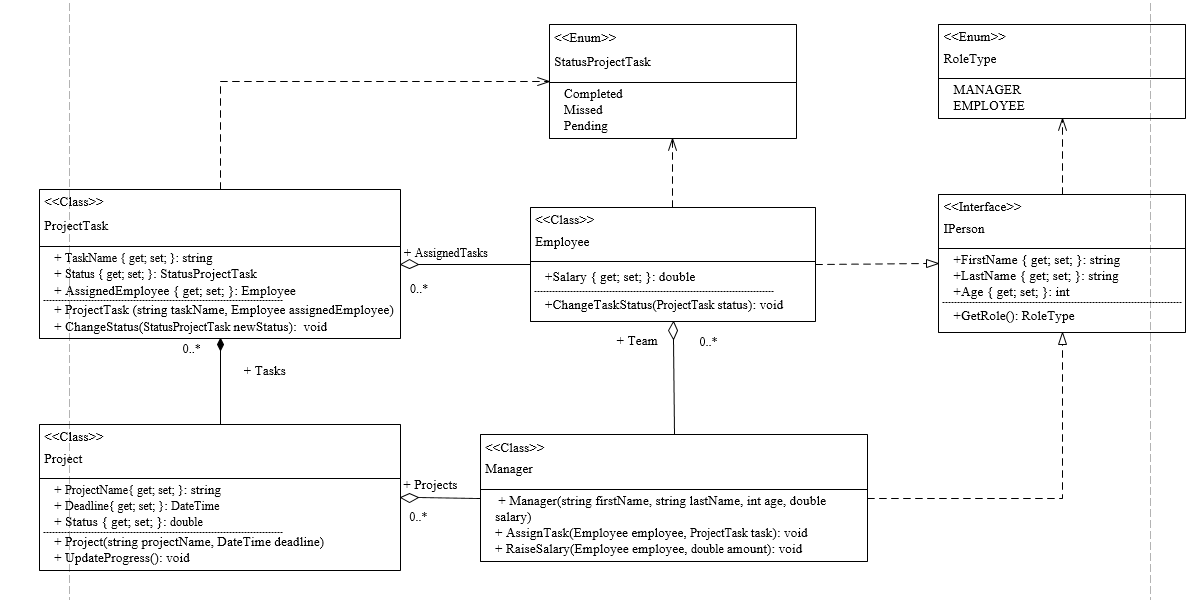 <<Enum>>
StatusProjectTask
Completed
Missed
Pending
<<Enum>>
RoleType
MANAGER
EMPLOYEE
<<Class>>
ProjectTask
+ TaskName { get; set; }: string
+ Status { get; set; }: StatusProjectTask
+ AssignedEmployee { get; set; }: Employee
+ ProjectTask (string taskName, Employee assignedEmployee)
+ ChangeStatus(StatusProjectTask newStatus): void
+ AssignedTasks
0..*
<<Class>>
Employee
+Salary { get; set; }: double
+ChangeTaskStatus(ProjectTask status): void
<<Interface>>
IPerson
+FirstName { get; set; }: string
+LastName { get; set; }: string
+Age { get; set; }: int
+GetRole(): RoleType
0..*
+ Tasks
+ Team
0..*
<<Class>>
Project
+ ProjectName{ get; set; }: string
+ Deadline{ get; set; }: DateTime
+ Status { get; set; }: double
+ Project(string projectName, DateTime deadline)
+ UpdateProgress(): void
+ Projects
0..*
<<Class>>
Manager
+ Manager(string firstName, string lastName, int age, double
salary)
+ AssignTask(Employee employee, ProjectTask task): void
+ RaiseSalary(Employee employee, double amount): void